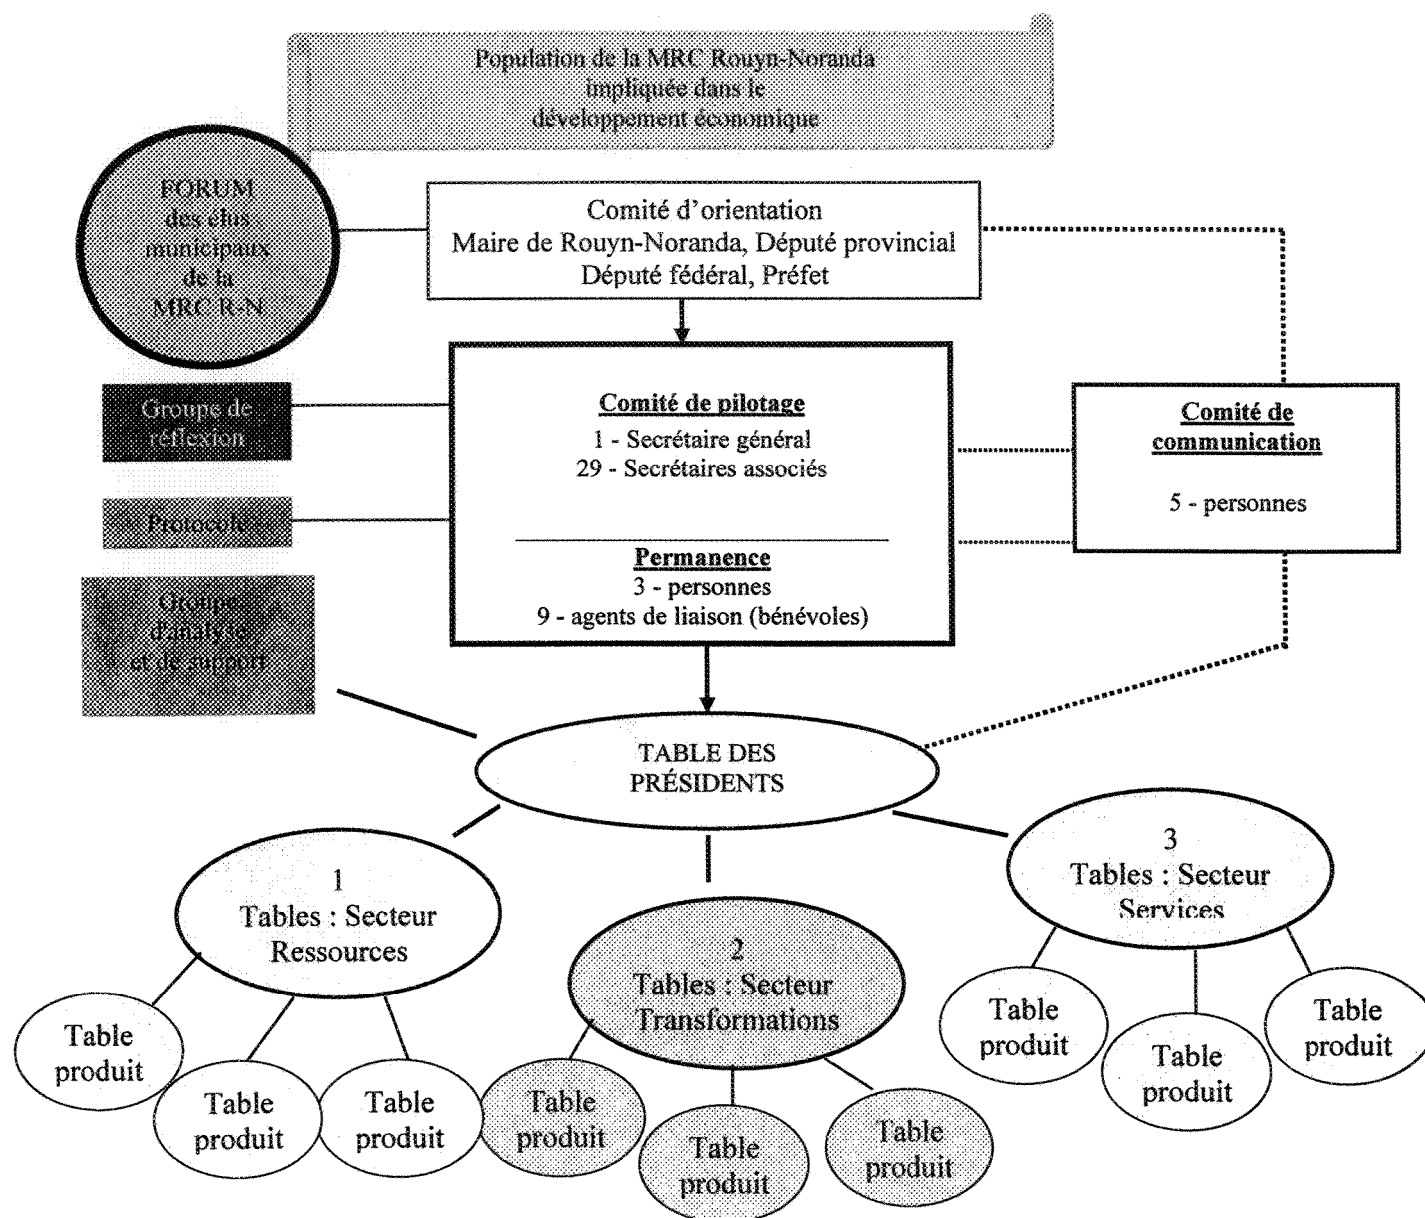 Population de la MRC Rouyn-Noranda
impliquée dans le
développement économique
FORUM
des elus
municipaux
de la
MRC R-N
Comité d'orientation
Maire de Rouyn-Noranda, Député provincial
Député fédéral, Préfet
Groupe de
réflexion
Protocole
Groupe
d'analyse
et de support
Comité de pilotage
1 - Secrétaire général
29 - Secrétaires associés
Permanence
3 - personnes
9 - agents de liaison (bénévoles)
Comité de
communication
5 - personnes
TABLE DES
PRÉSIDENTS
1
Tables : Secteur
Ressources
2
Tables : Secteur
Transformations
3
Tables : Secteur
Services
Table
produit
Table
produit
Table
produit
Table
produit
Table
produit
Table
produit
Table
produit
Table
produit
Table
produit